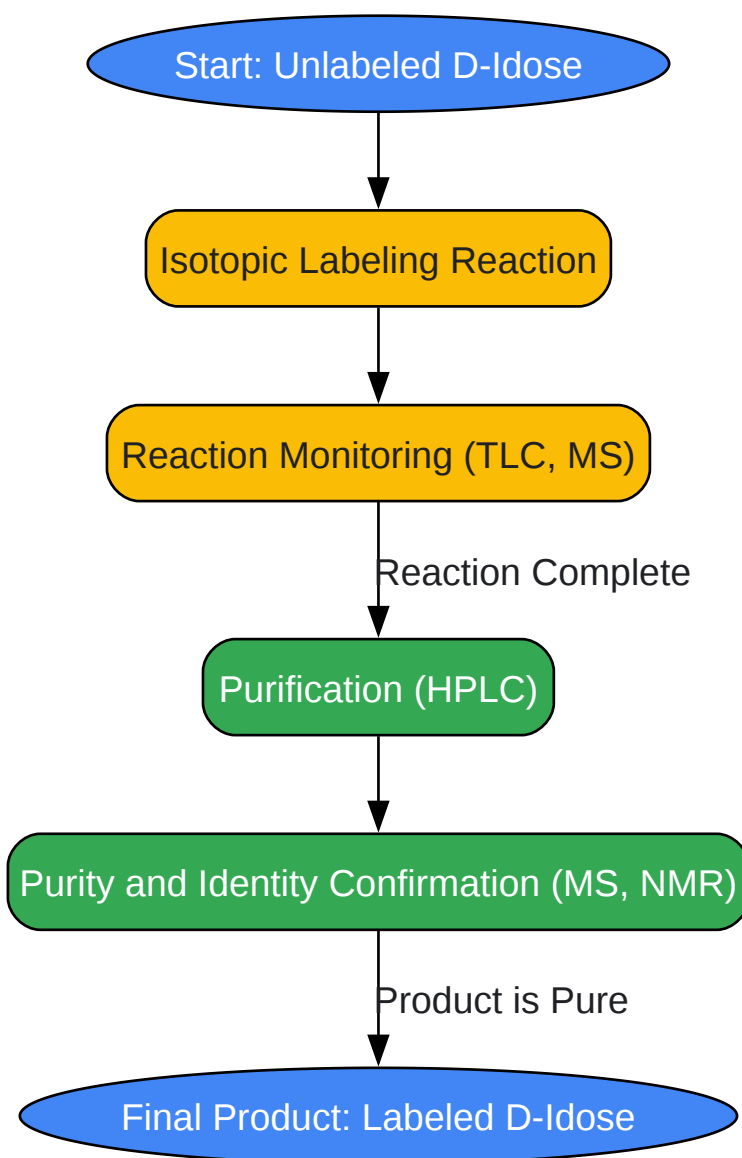 Start: Unlabeled D-Idose
Isotopic Labeling Reaction
Reaction Monitoring (TLC, MS)
Reaction Complete
Purification (HPLC)
Purity and Identity Confirmation (MS, NMR)
Product is Pure
Final Product: Labeled D-Idose